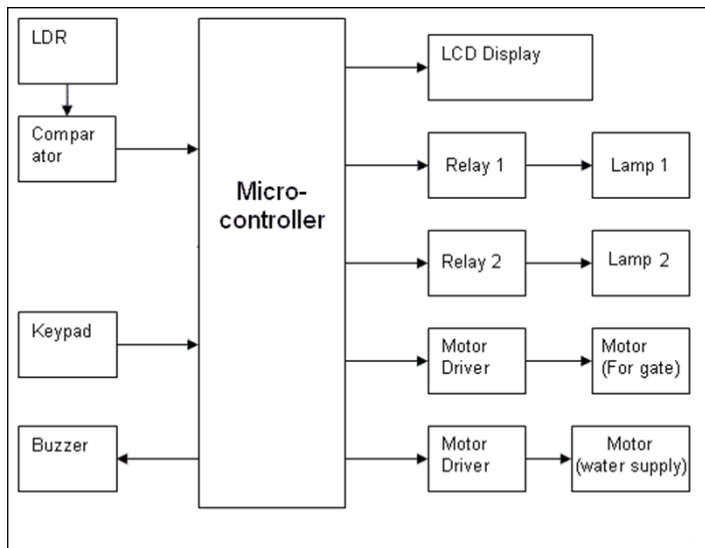 LDR
Compar
ator
Keypad
Buzzer
Micro-
controller
LCD Display
Relay 1
Lamp 1
Relay 2
Lamp 2
Motor
Driver
Motor
(For gate)
Motor
Driver
Motor
(water supply)